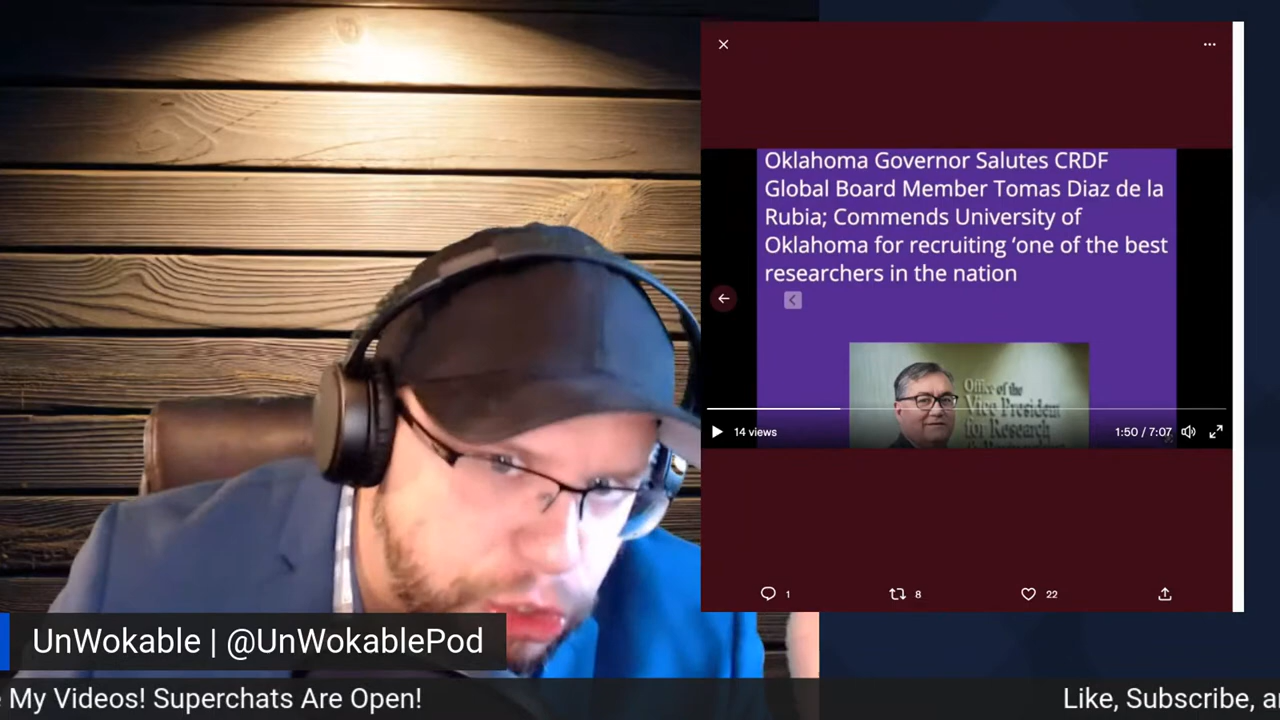 Oklahoma Governor Salutes CRDF
Global Board Member Tomas Diaz de la
Rubia; Commends University of
Oklahoma for recruiting ‘one of the best
researchers in the nation
Office of the
Vice President
for Research
14 views
1:50 / 7:07
1
8
22
UnWokable | @UnWokablePod
My Videos! Superchats Are Open!
Like, Subscribe,